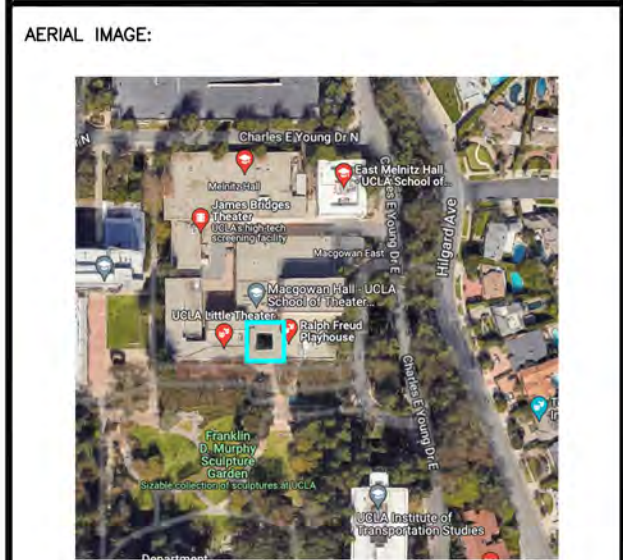 AERIAL IMAGE:
Charles E Young Dr N
Melnitz Hall
East Melnitz Hall
UCLA School of...
James Bridges
Theater
UCLA's high-tech
screening facility
Charles E Young Dr E
Hilgard Ave
Macgowan East
Macgowan Hall - UCLA
School of Theater...
UCLA Little Theater
Ralph Freud
Playhouse
Charles E Young Dr E
Franklin
D. Murphy
Sculpture
Garden
Sizable collection of sculptures at UCLA
UCLA Institute of
Transportation Studies
Department